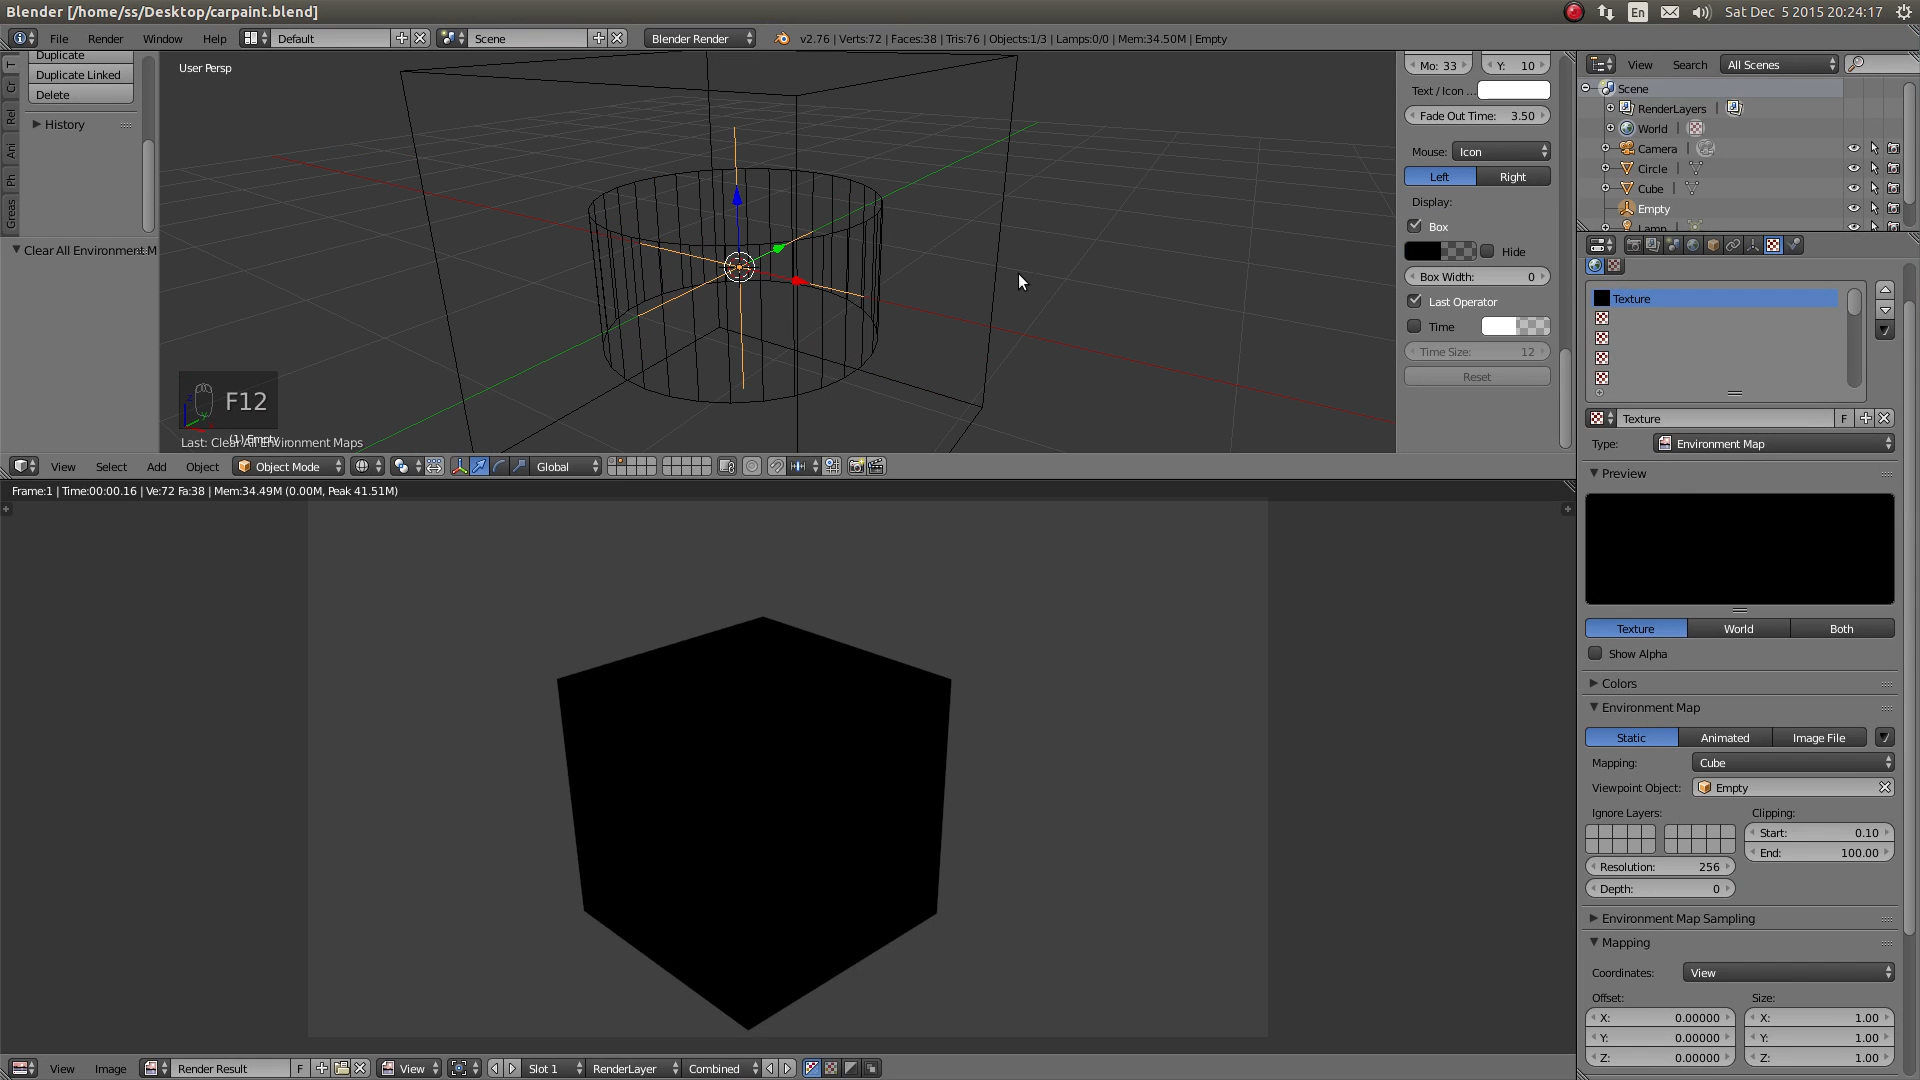 Blender [/home/ss/Desktop/carpaint.blend]
En
Sat Dec 5 2015 20:24:17
File
Render
Window
Help
Default
Scene
Blender Render
v2.76 | Verts:72 | Faces:38 | Tris:76 | Objects:1/3 | Lamps:0/0 | Mem:34.50M | Empty
Duplicate
Duplicate Linked
Delete
History
Clear All Environment M
T
Cr
Rel
Ani
Ph
Greas
User Persp
F12
(1) Empty
Last: Clear All Environment Maps
Mo: 33
Y: 10
Text / Icon ...
Fade Out Time: 3.50
Mouse: Icon
Left
Right
Display:
Box
Hide
Box Width: 0
Last Operator
Time
Time Size: 12
Reset
View
Search
All Scenes
Scene
RenderLayers
World
Camera
Circle
Cube
Empty
Lamp
Texture
Texture
F
Type: Environment Map
Preview
Texture
World
Both
Show Alpha
Colors
Environment Map
Static
Animated
Image File
Mapping: Cube
Viewpoint Object: Empty
Ignore Layers:
Clipping:
Start: 0.10
End: 100.00
Resolution: 256
Depth: 0
Environment Map Sampling
Mapping
Coordinates: View
Offset:
Size:
X: 0.00000
X: 1.00
Y: 0.00000
Y: 1.00
Z: 0.00000
Z: 1.00
View
Select
Add
Object
Object Mode
Global
Frame:1 | Time:00:00.16 | Ve:72 Fa:38 | Mem:34.49M (0.00M, Peak 41.51M)
View
Image
Render Result
F
View
Slot 1
RenderLayer
Combined